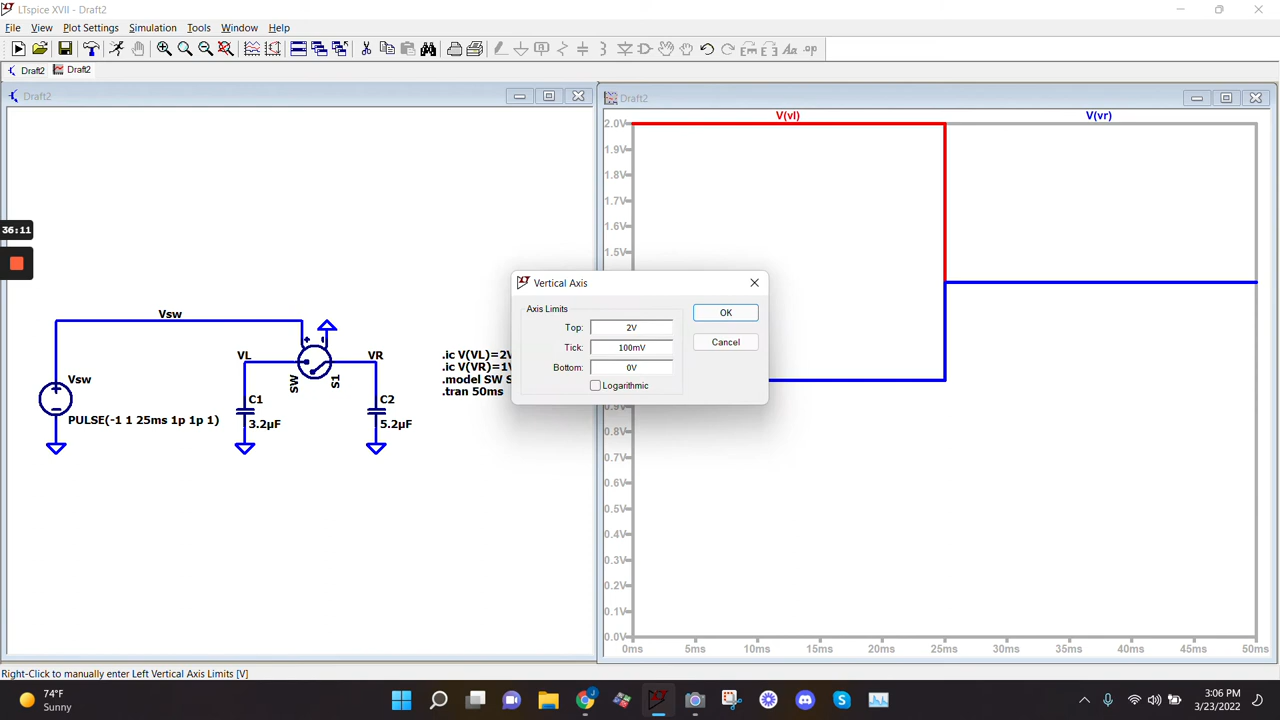 LTspice XVII - Draft2
File View Plot Settings Simulation Tools Window Help
Draft2 Draft2
Draft2
Draft2
V(vl) V(vr)
2.0V
1.9V
1.8V
1.7V
1.6V
1.5V
36:11
Vertical Axis
Axis Limits
Top: 2V
Tick: 100mV
Bottom: 0V
Logarithmic
OK
Cancel
Vsw
VL
VR
SW
S1
Vsw
PULSE(-1 1 25ms 1p 1p 1)
C1
3.2µF
C2
5.2µF
.ic V(VL)=2V
.ic V(VR)=1V
.model SW S
.tran 50ms
0.9V
0.8V
0.7V
0.6V
0.5V
0.4V
0.3V
0.2V
0.1V
0.0V
0ms 5ms 10ms 15ms 20ms 25ms 30ms 35ms 40ms 45ms 50ms
Right-Click to manually enter Left Vertical Axis Limits [V]
74°F
Sunny
3:06 PM
3/23/2022